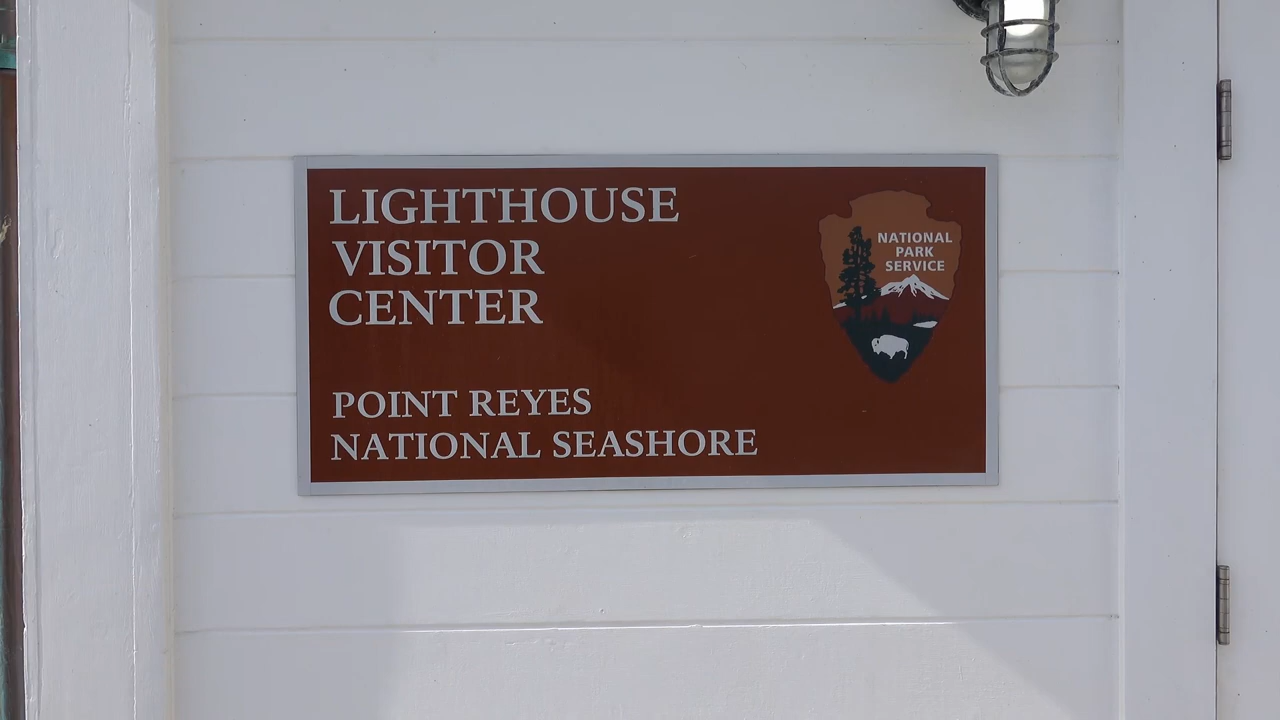 LIGHTHOUSE
VISITOR
CENTER
POINT REYES
NATIONAL SEASHORE
NATIONAL
PARK
SERVICE